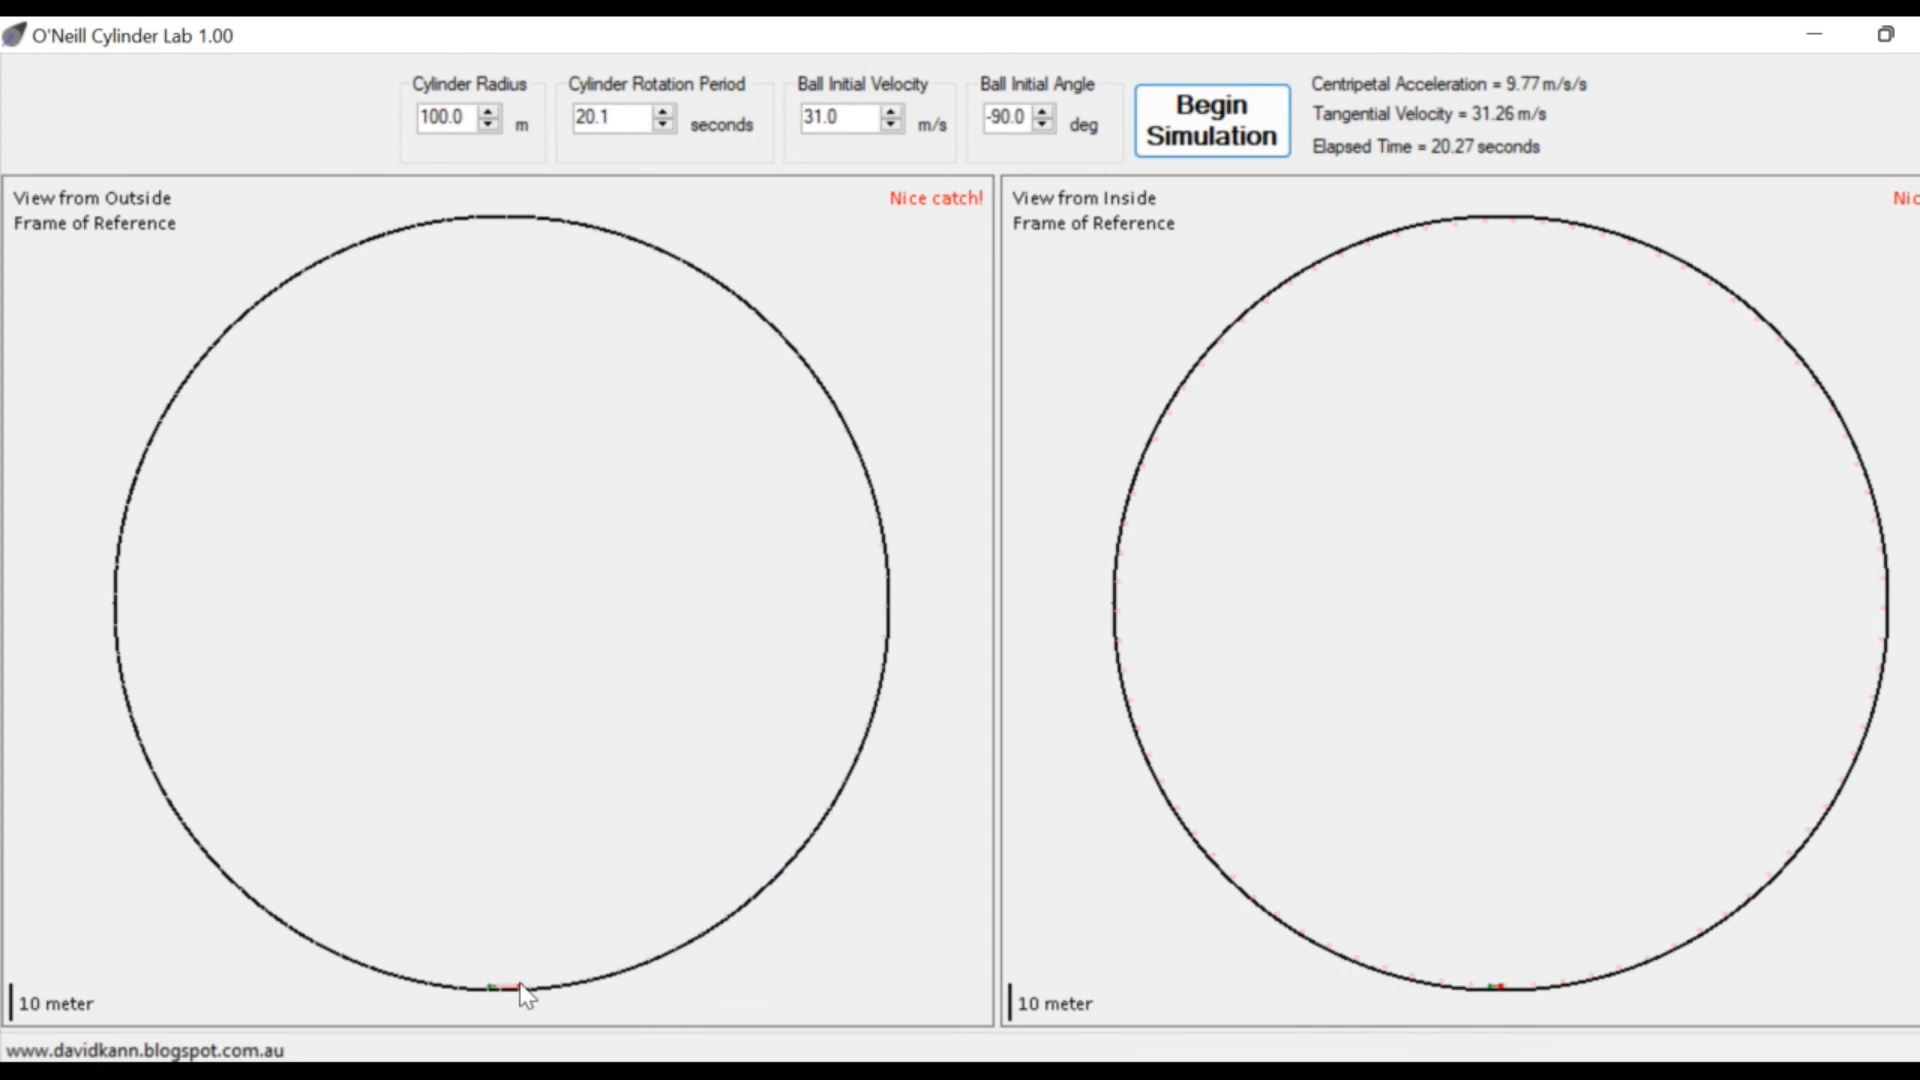 O'Neill Cylinder Lab 1.00
Cylinder Radius
100.0 m
Cylinder Rotation Period
20.1 seconds
Ball Initial Velocity
31.0 m/s
Ball Initial Angle
-90.0 deg
Begin
Simulation
Centripetal Acceleration = 9.77 m/s/s
Tangential Velocity = 31.26 m/s
Elapsed Time = 20.27 seconds
View from Outside
Frame of Reference
Nice catch!
10 meter
View from Inside
Frame of Reference
Nic
10 meter
www.davidkann.blogspot.com.au